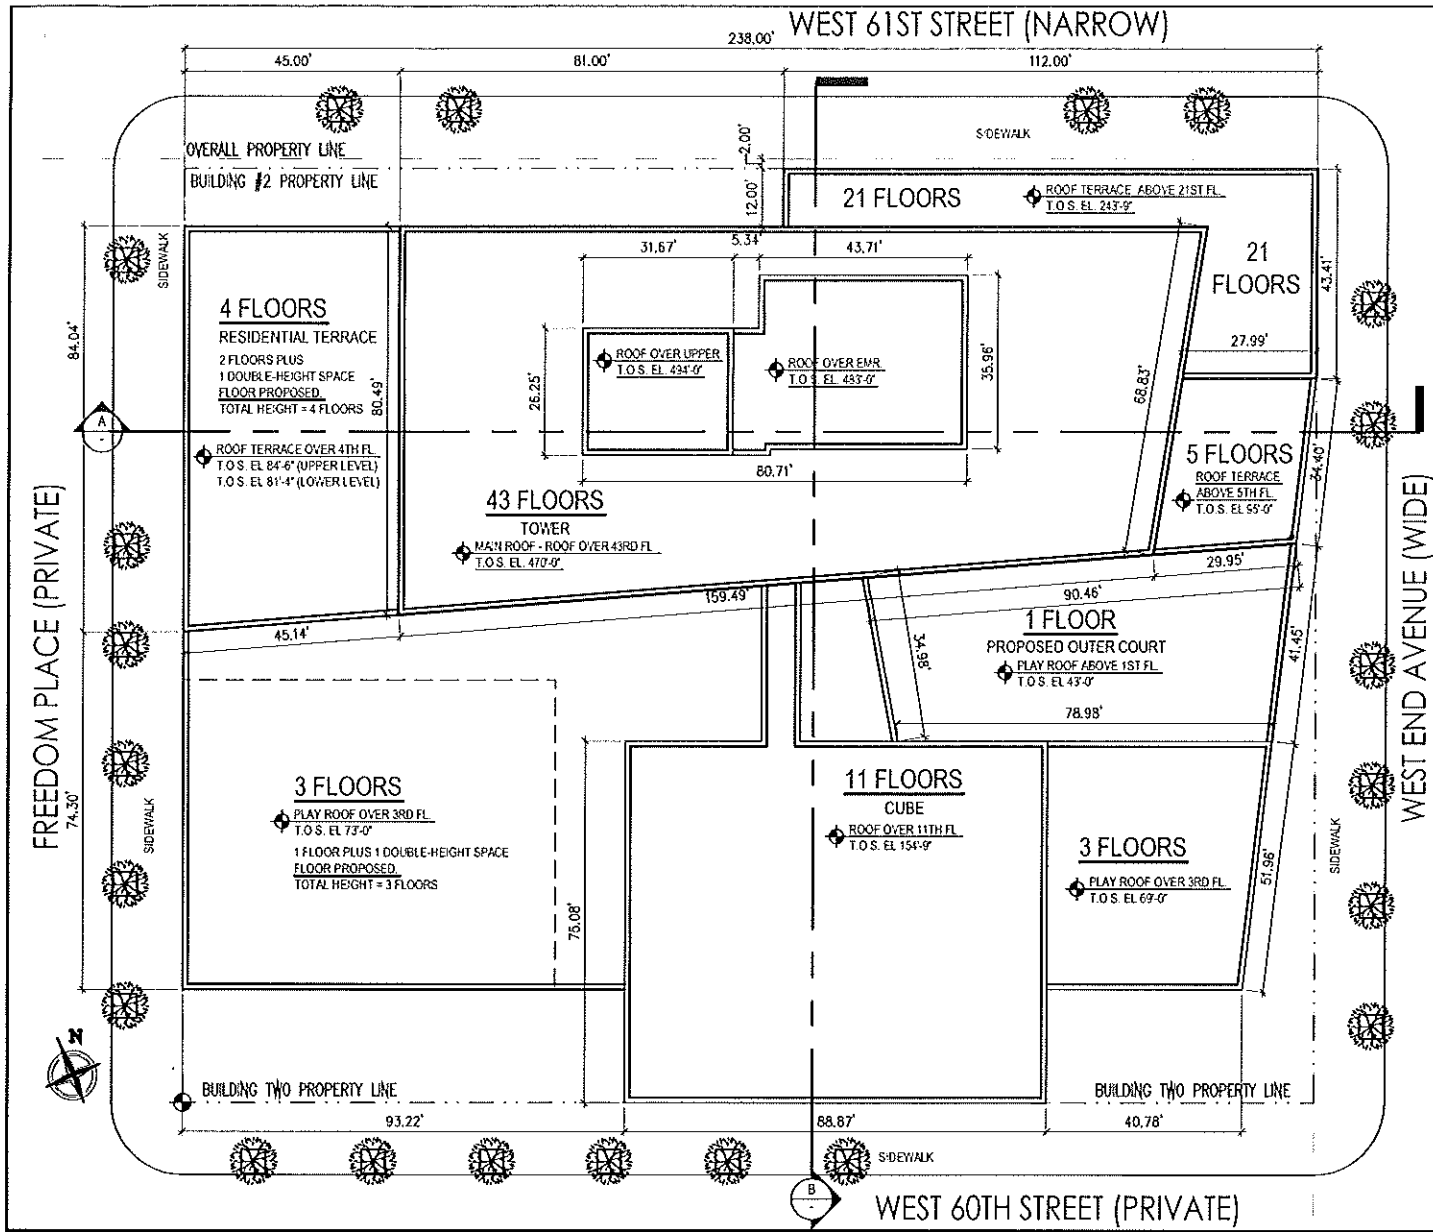 WEST 61ST STREET (NARROW)
238.00'
45.00'
81.00'
112.00'
SIDEWALK
2.00'
OVERALL PROPERTY LINE
BUILDING #2 PROPERTY LINE
12.00'
21 FLOORS
ROOF TERRACE ABOVE 21ST FL.
T.O.S. EL. 243'-9"
21
FLOORS
43.41'
27.99'
31.67'
5.34'
43.71'
SIDEWALK
84.04'
4 FLOORS
RESIDENTIAL TERRACE
2 FLOORS PLUS
1 DOUBLE-HEIGHT SPACE
FLOOR PROPOSED.
TOTAL HEIGHT = 4 FLOORS
80.49'
ROOF TERRACE OVER 4TH FL.
T.O.S. EL 84'-6" (UPPER LEVEL)
T.O.S. EL 81'-4" (LOWER LEVEL)
26.25'
ROOF OVER UPPER
T.O.S. EL. 494'-0"
ROOF OVER EMR
T.O.S. EL. 483'-0"
35.96'
68.83'
80.71'
A
-
43 FLOORS
TOWER
MAIN ROOF - ROOF OVER 43RD FL
T.O.S. EL. 470'-0"
5 FLOORS
ROOF TERRACE
ABOVE 5TH FL.
T.O.S. EL 95'-0"
34.40'
29.95'
159.49'
90.46'
45.14'
34.98'
1 FLOOR
PROPOSED OUTER COURT
PLAY ROOF ABOVE 1ST FL.
T.O.S. EL 43'-0"
41.45'
78.98'
FREEDOM PLACE (PRIVATE)
WEST END AVENUE (WIDE)
74.30'
SIDEWALK
3 FLOORS
PLAY ROOF OVER 3RD FL.
T.O.S. EL 73'-0"
1 FLOOR PLUS 1 DOUBLE-HEIGHT SPACE
FLOOR PROPOSED.
TOTAL HEIGHT = 3 FLOORS
75.08'
11 FLOORS
CUBE
ROOF OVER 11TH FL.
T.O.S. EL 154'-9"
3 FLOORS
PLAY ROOF OVER 3RD FL.
T.O.S. EL 69'-0"
51.96'
SIDEWALK
N
BUILDING TWO PROPERTY LINE
BUILDING TWO PROPERTY LINE
93.22'
88.87'
40.78'
SIDEWALK
B
-
WEST 60TH STREET (PRIVATE)